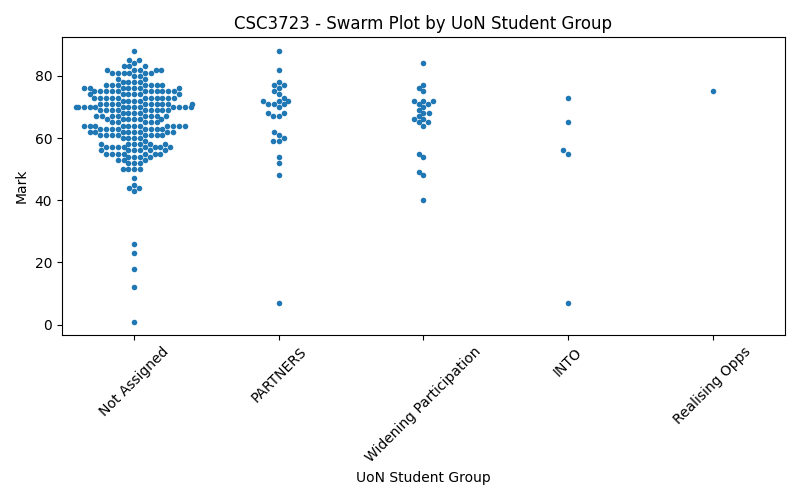 CSC3723 - Swarm Plot by UoN Student Group
Mark
80
60
40
20
0
Not Assigned
PARTNERS
Widening Participation
INTO
Realising Opps
UoN Student Group